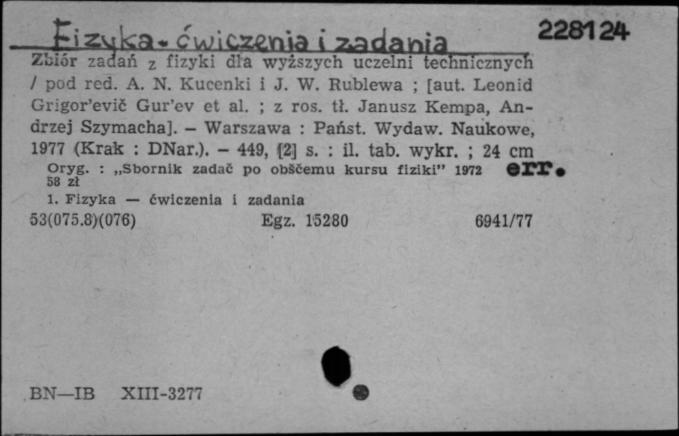 Fizyka - ćwiczenia i zadania 228124
Zbiór zadań z fizyki dla wyższych uczelni technicznych
/ pod red. A. N. Kucenki i J. W. Rublewa ; [aut. Leonid
Grigor'evič Gur'ev et al. ; z ros. tł. Janusz Kempa, An-
drzej Szymacha]. — Warszawa : Państ. Wydaw. Naukowe,
1977 (Krak : DNar.). — 449, [2] s. : il. tab. wykr. ; 24 cm
Oryg. : „Sbornik zadač po obščemu kursu fiziki" 1972 err.
58 zł
1. Fizyka — ćwiczenia i zadania
53(075.8)(076) Egz. 15280 6941/77
BN—IB XIII-3277